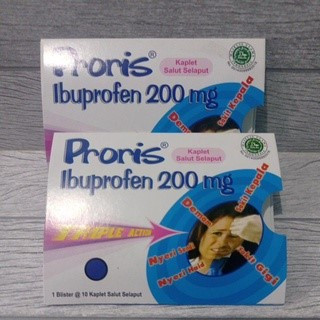 Proris®
Kaplet
Salut Selaput
Ibuprofen 200 mg
Demam
Sakit Kepala
Proris®
Kaplet
Salut Selaput
Ibuprofen 200 mg
TRIPLE ACTION
Demam
Sakit Kepala
Nyeri Sendi
Sakit Gigi
Nyeri Haid
1 Blister @ 10 Kaplet Salut Selaput